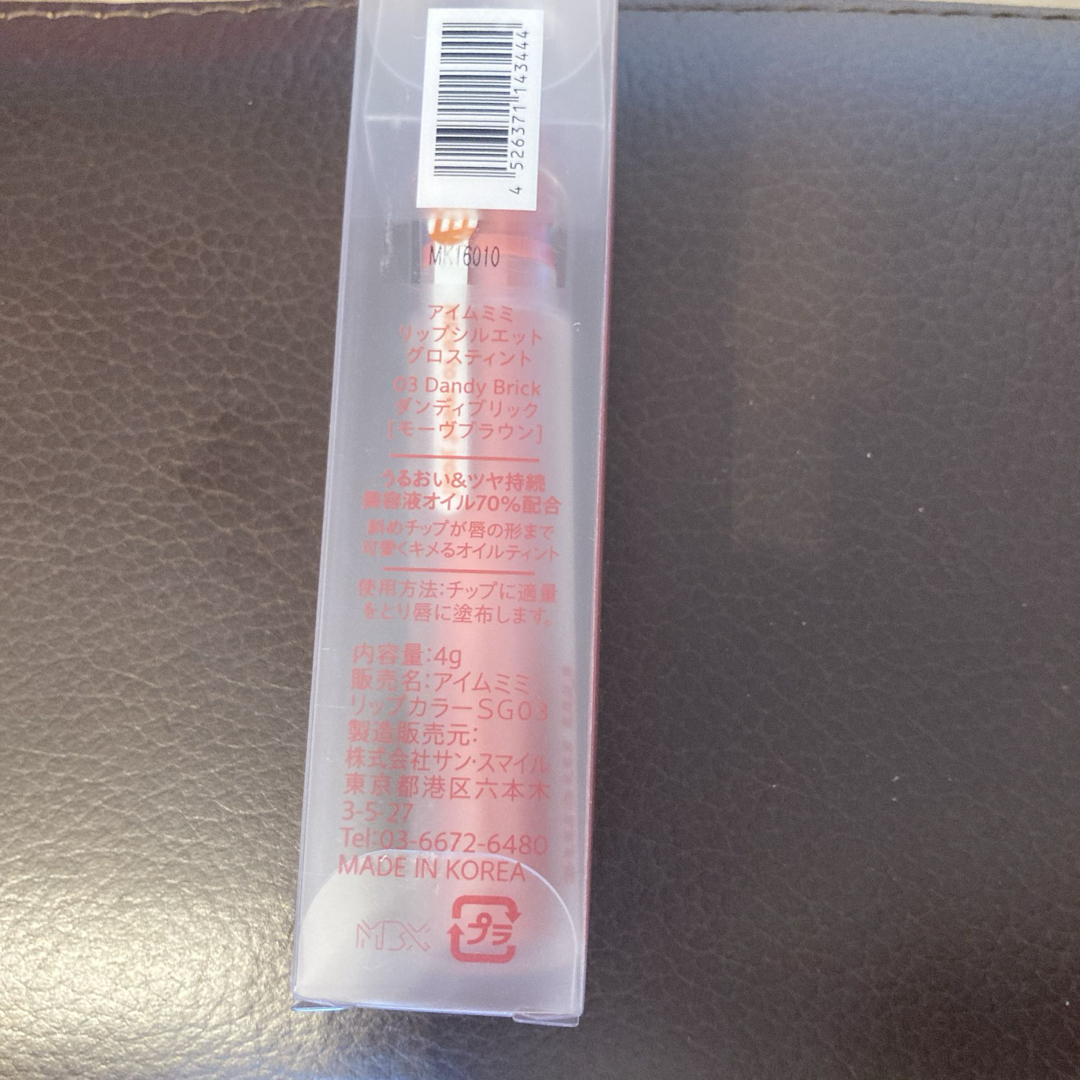 4 526371 143444
MK16010
アイムミミ
リップシルエット
グロスティント
03 Dandy Brick
ダンディブリック
[モーヴブラウン]
うるおい&ツヤ持続
美容液オイル70%配合
斜めチップが唇の形まで
可愛くキメるオイルティント
使用方法:チップに適量
をとり唇に塗布します。
内容量:4g
販売名:アイムミミ
リップカラーSG03
製造販売元:
株式会社サン・スマイル
東京都港区六本木
3-5-27
Tel:03-6672-6480
MADE IN KOREA
MBX
プラ